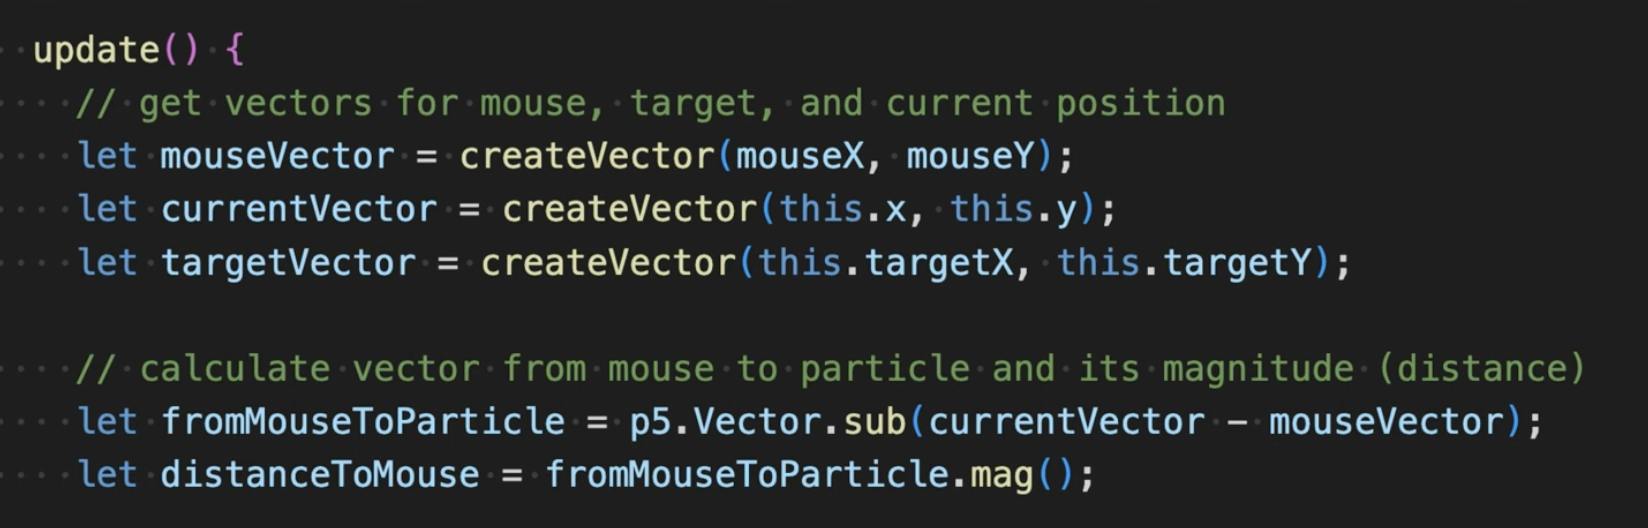 update() {
// get vectors for mouse, target, and current position
let mouseVector = createVector(mouseX, mouseY);
let currentVector = createVector(this.x, this.y);
let targetVector = createVector(this.targetX, this.targetY);
// calculate vector from mouse to particle and its magnitude (distance)
let fromMouseToParticle = p5.Vector.sub(currentVector - mouseVector);
let distanceToMouse = fromMouseToParticle.mag();